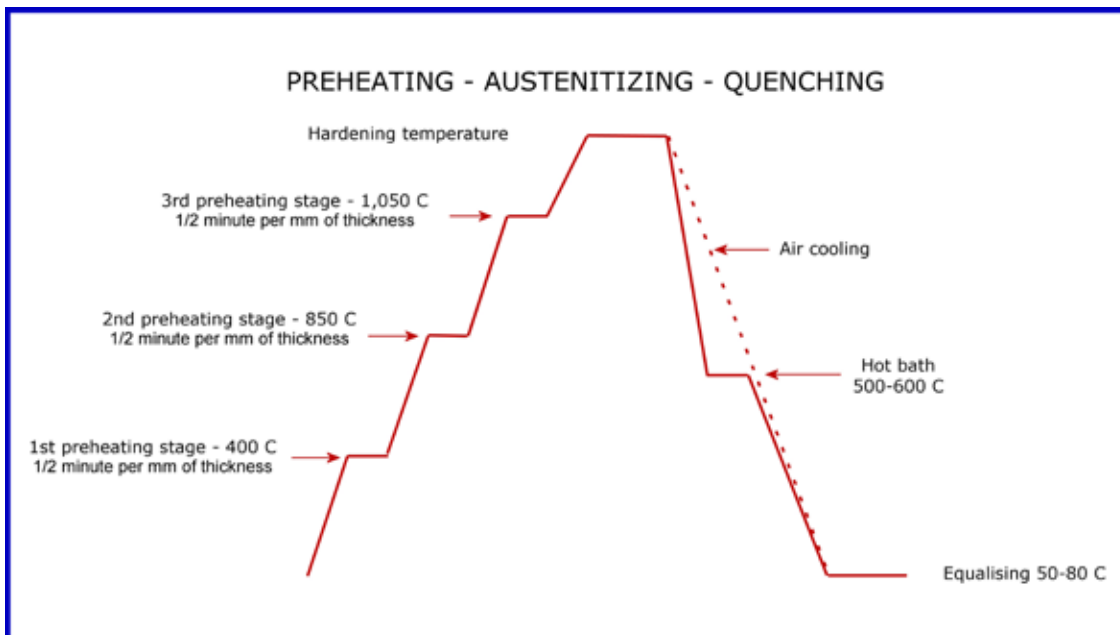 PREHEATING - AUSTENITIZING - QUENCHING
Hardening temperature
3rd preheating stage - 1,050 C
1/2 minute per mm of thickness
Air cooling
2nd preheating stage - 850 C
1/2 minute per mm of thickness
Hot bath
500-600 C
1st preheating stage - 400 C
1/2 minute per mm of thickness
Equalising 50-80 C